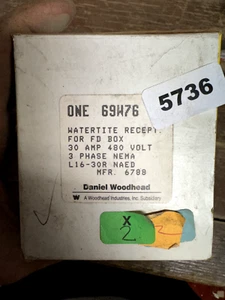 5736
ONE 69W76
WATERTITE RECEPT.
FOR FD BOX
30 AMP 480 VOLT
3 PHASE NEMA
L16-30R NAED
MFR. 6788
Daniel Woodhead
W A Woodhead Industries, Inc. Subsidiary
X
2